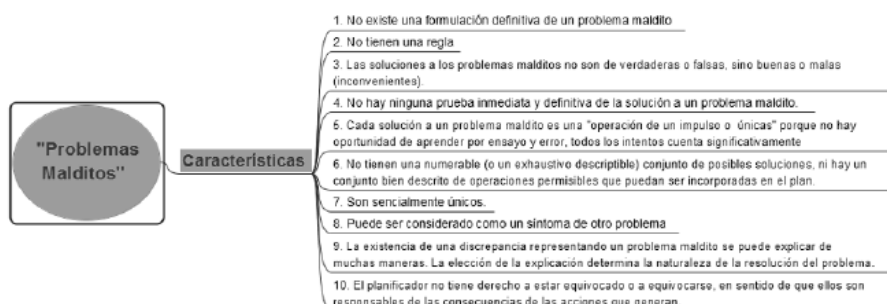 "Problemas
Malditos"
Características
1. No existe una formulación definitiva de un problema maldito
2. No tienen una regla
3. Las soluciones a los problemas malditos no son de verdaderas o falsas, sino buenas o malas
(inconvenientes).
4. No hay ninguna prueba inmediata y definitiva de la solución a un problema maldito.
5. Cada solución a un problema maldito es una "operación de un impulso o únicas" porque no hay
oportunidad de aprender por ensayo y error, todos los intentos cuenta significativamente
6. No tienen una numerable (o un exhaustivo descriptible) conjunto de posibles soluciones, ni hay un
conjunto bien descrito de operaciones permisibles que puedan ser incorporadas en el plan.
7. Son sencialmente únicos.
8. Puede ser considerado como un síntoma de otro problema
9. La existencia de una discrepancia representando un problema maldito se puede explicar de
muchas maneras. La elección de la explicación determina la naturaleza de la resolución del problema.
10. El planificador no tiene derecho a estar equivocado o a equivocarse, en sentido de que ellos son
responsables de las consecuencias de las acciones que generan